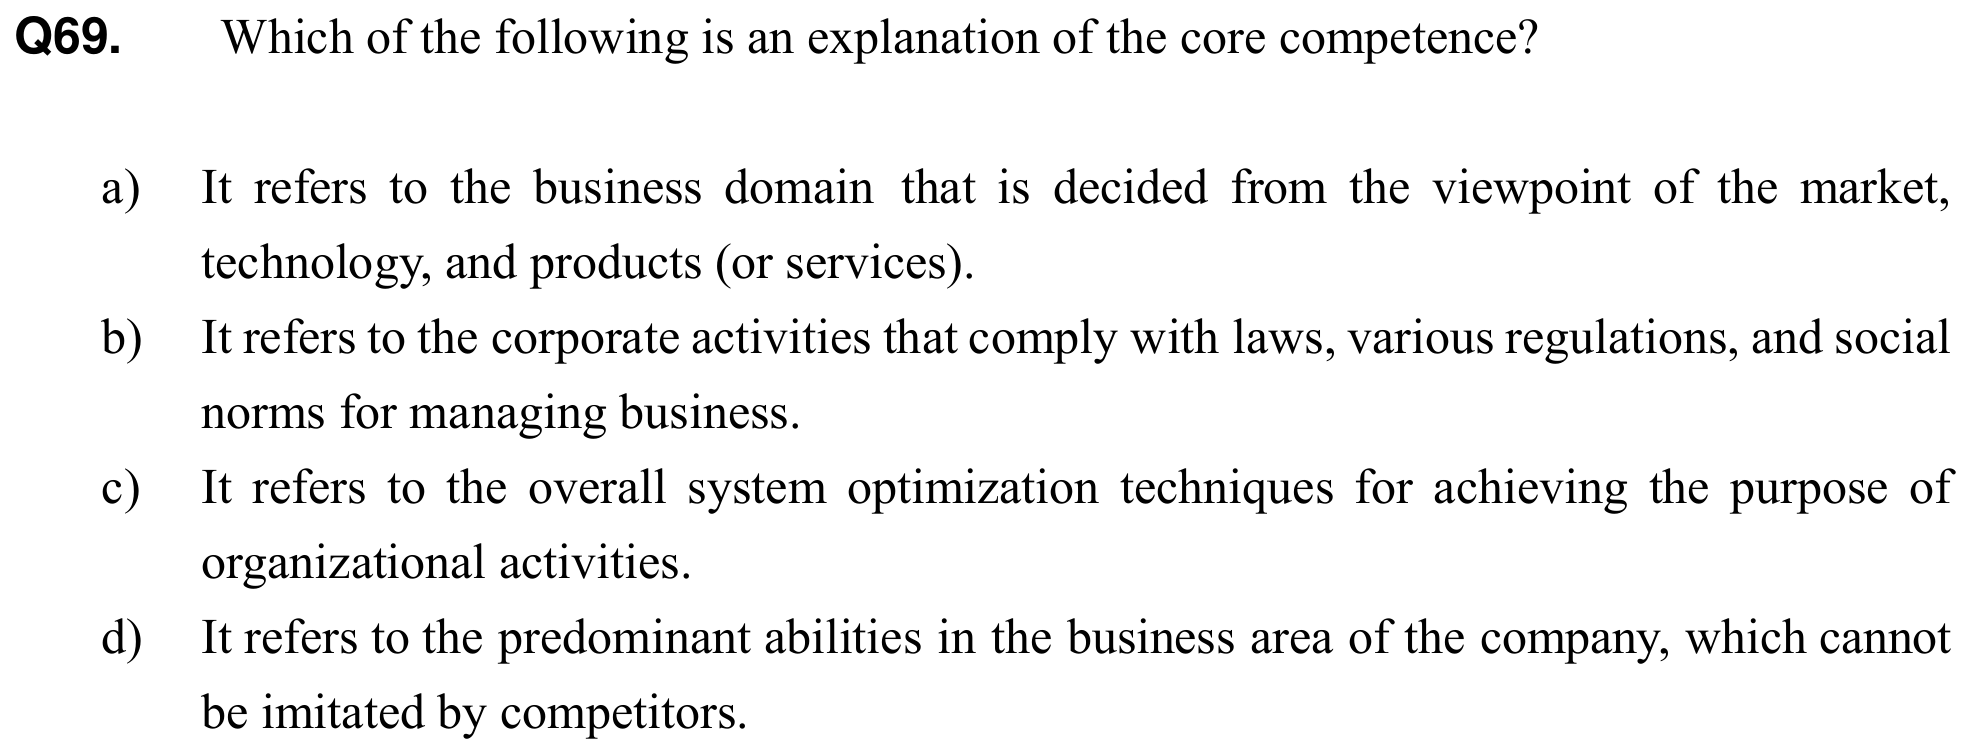 Q69. Which of the following is an explanation of the core competence?
a) It refers to the business domain that is decided from the viewpoint of the market,
technology, and products (or services).
b) It refers to the corporate activities that comply with laws, various regulations, and social
norms for managing business.
c) It refers to the overall system optimization techniques for achieving the purpose of
organizational activities.
d) It refers to the predominant abilities in the business area of the company, which cannot
be imitated by competitors.